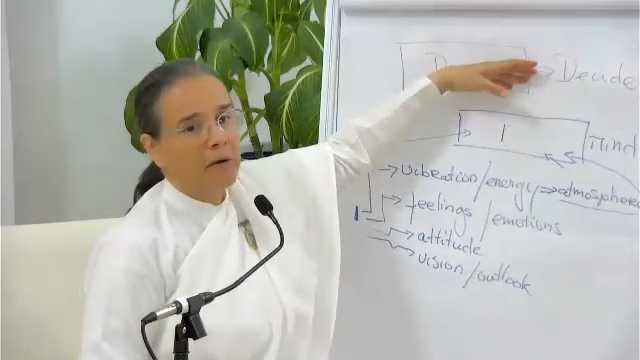 Decide
1 Mind
vibration/energy ⇒ atmosphere
feelings/emotions
attitude
vision/outlook